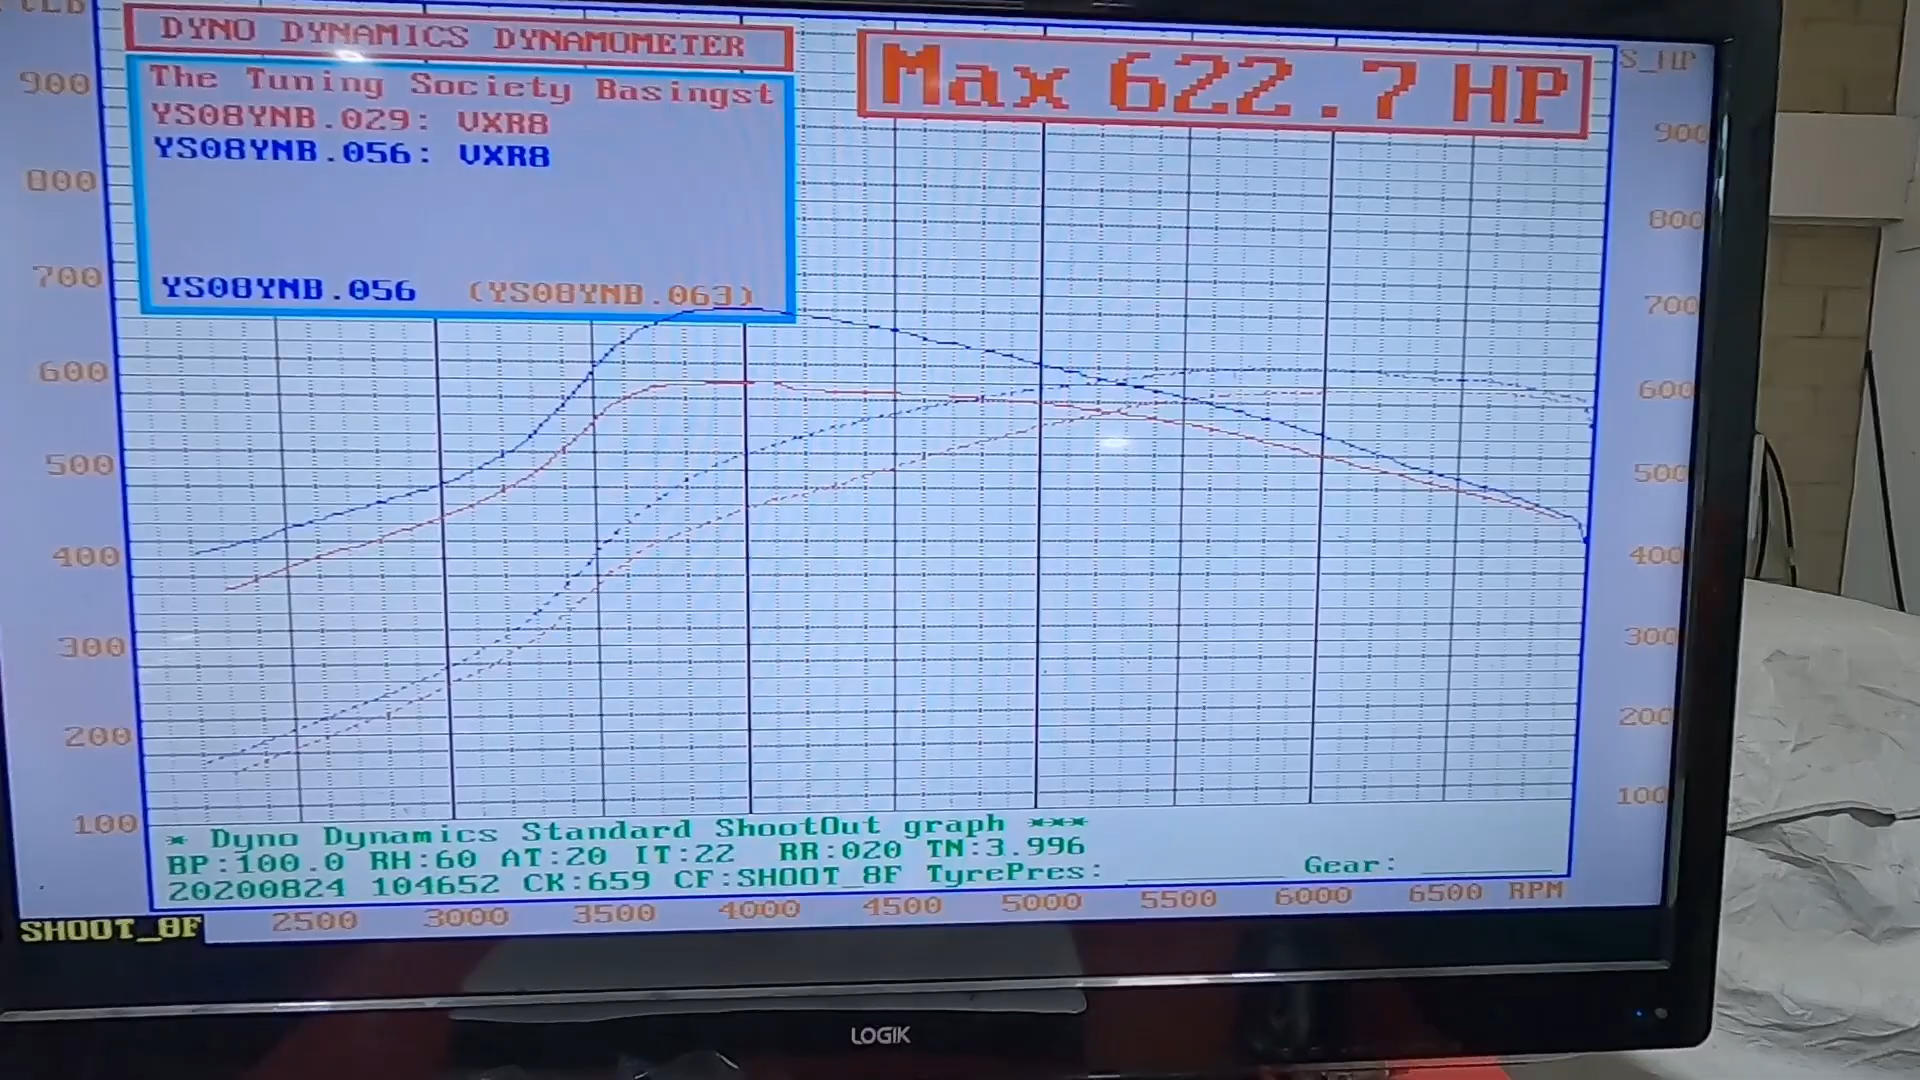 DYNO DYNAMICS DYNAMOMETER
Max 622.7 HP
The Tuning Society Basingst
YS08YNB.029: VXR8
YS08YNB.056: VXR8
YS08YNB.056 (YS08YNB.063)
S_HP
900
800
700
600
500
400
300
200
100
900
800
700
600
500
400
300
200
100
* Dyno Dynamics Standard ShootOut graph ***
BP:100.0 RH:60 AT:20 IT:22 RR:020 TN:3.996
20200824 104652 CK:659 CF:SHOOT_8F TyrePres: Gear:
SHOOT_8F
2500 3000 3500 4000 4500 5000 5500 6000 6500 RPM
LOGIK